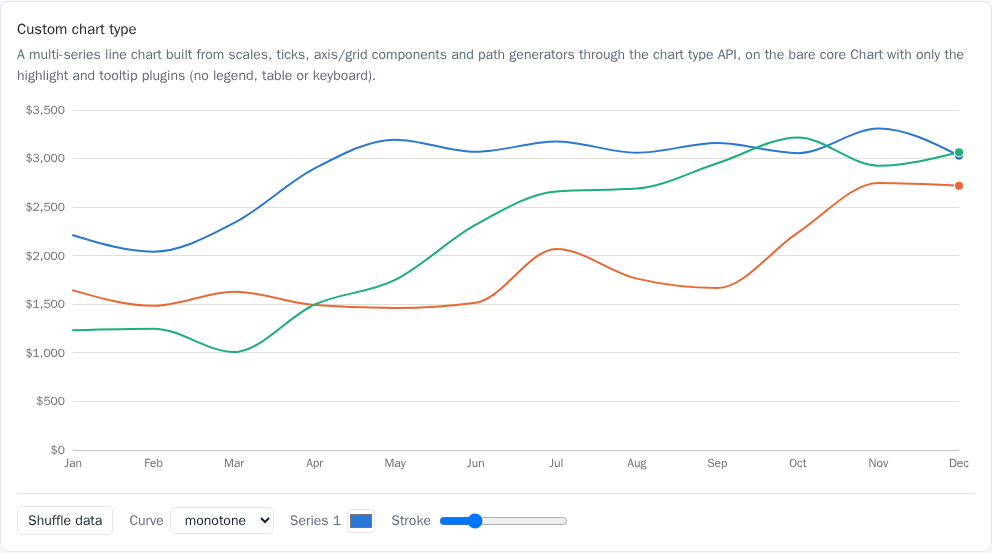 Custom chart type
A multi-series line chart built from scales, ticks, axis/grid components and path generators through the chart type API, on the bare core Chart with only the
highlight and tooltip plugins (no legend, table or keyboard).
$3,500
$3,000
$2,500
$2,000
$1,500
$1,000
$500
$0
Jan Feb Mar Apr May Jun Jul Aug Sep Oct Nov Dec
Shuffle data Curve monotone Series 1 Stroke